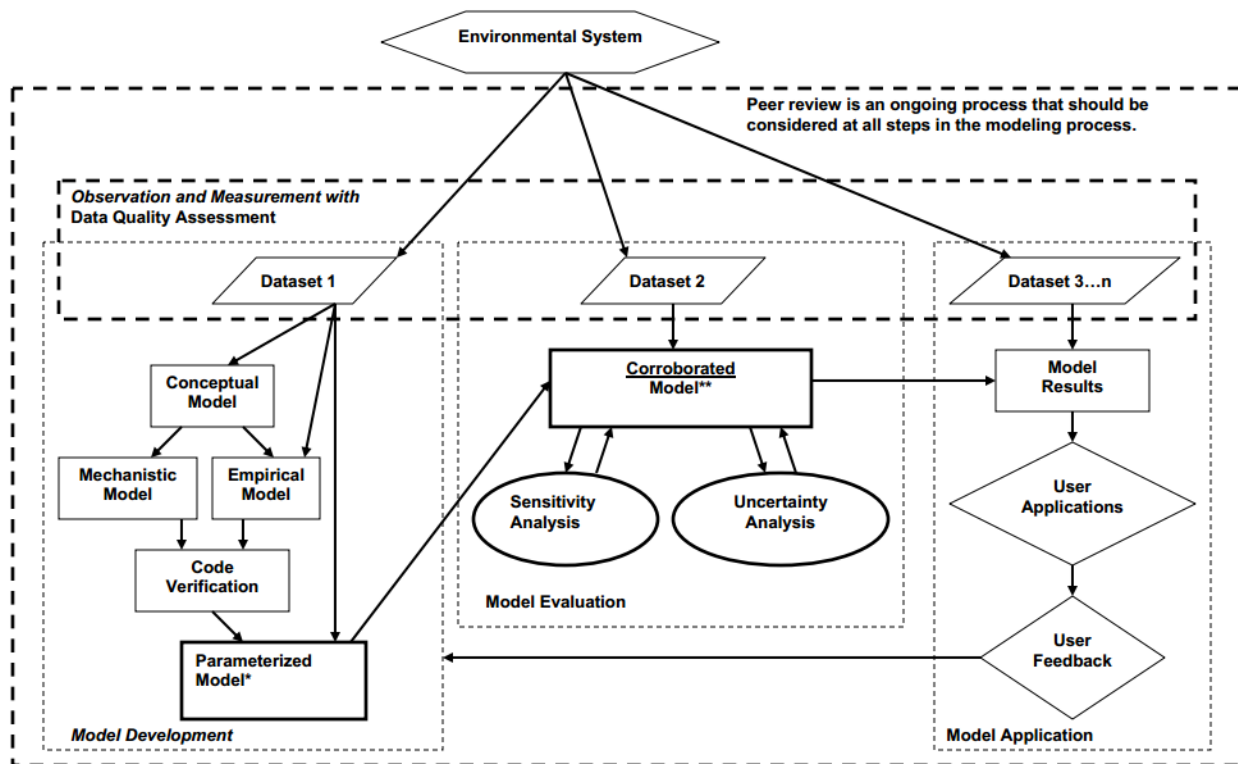 Environmental System
Peer review is an ongoing process that should be
considered at all steps in the modeling process.
Observation and Measurement with
Data Quality Assessment
Dataset 1
Dataset 2
Dataset 3…n
Conceptual
Model
Mechanistic
Model
Empirical
Model
Code
Verification
Parameterized
Model*
Model Development
Corroborated
Model**
Sensitivity
Analysis
Uncertainty
Analysis
Model Evaluation
Model
Results
User
Applications
User
Feedback
Model Application